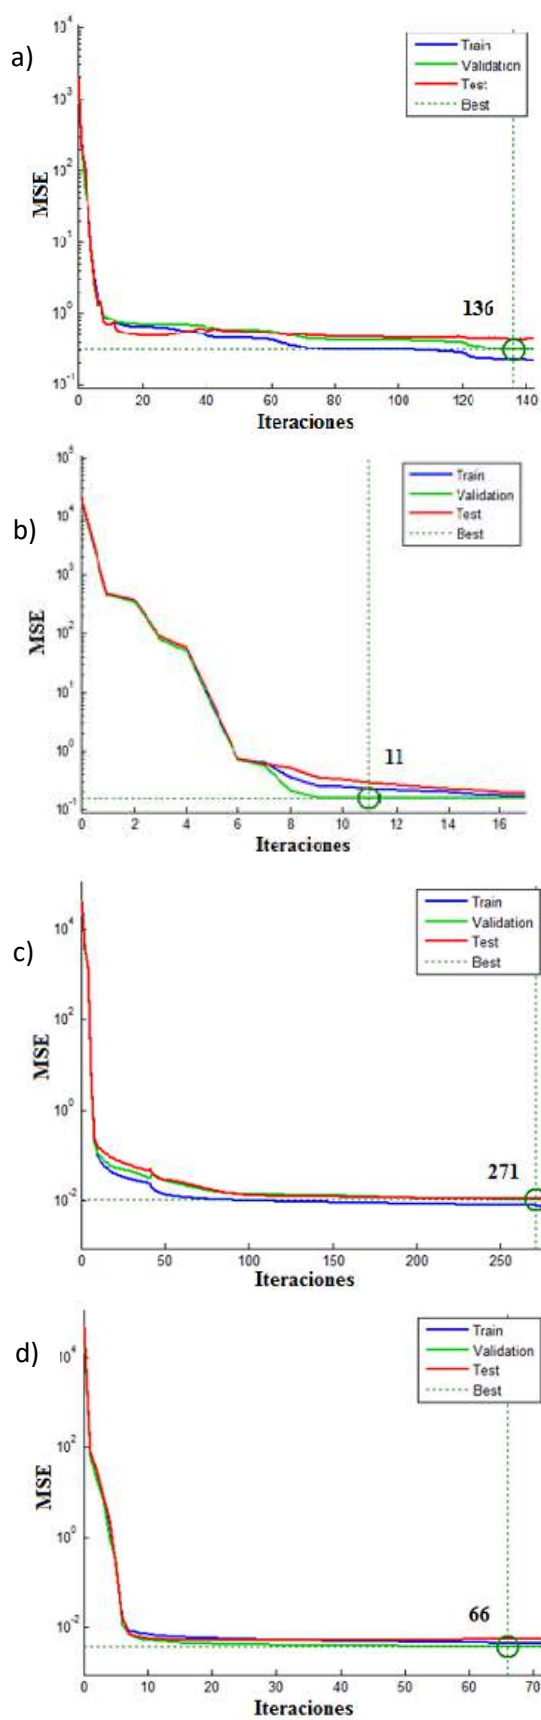 a)
10^4
10^3
10^2
10^1
10^0
10^-1
MSE
Train
Validation
Test
Best
136
0 20 40 60 80 100 120 140
Iteraciones
b)
10^5
10^4
10^3
10^2
10^1
10^0
10^-1
MSE
Train
Validation
Test
Best
11
0 2 4 6 8 10 12 14 16
Iteraciones
c)
10^4
10^2
10^0
10^-2
MSE
Train
Validation
Test
Best
271
0 50 100 150 200 250
Iteraciones
d)
10^4
10^2
10^0
10^-2
MSE
Train
Validation
Test
Best
66
0 10 20 30 40 50 60 70
Iteraciones